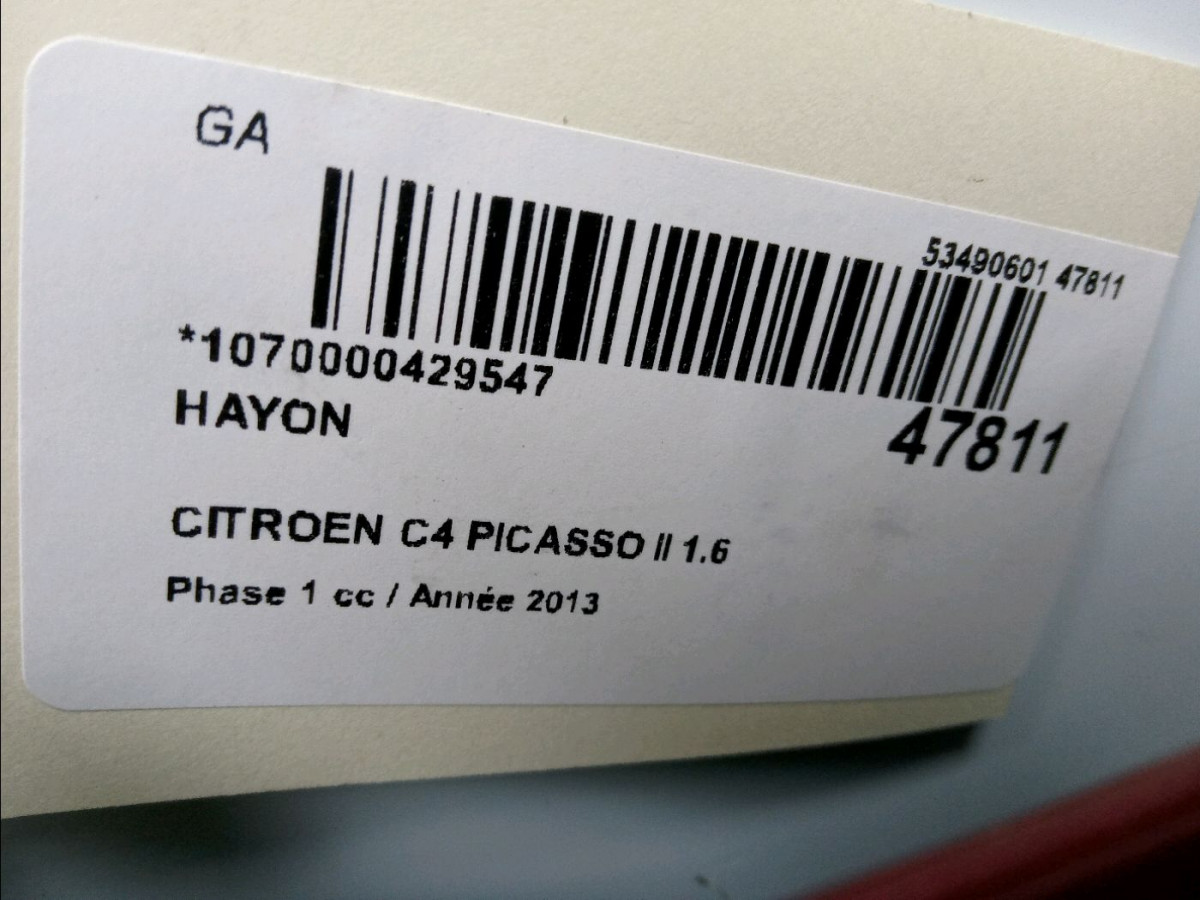 GA
53490601 47811
*1070000429547
47811
HAYON
CITROEN C4 PICASSO II 1.6
Phase 1 cc / Année 2013